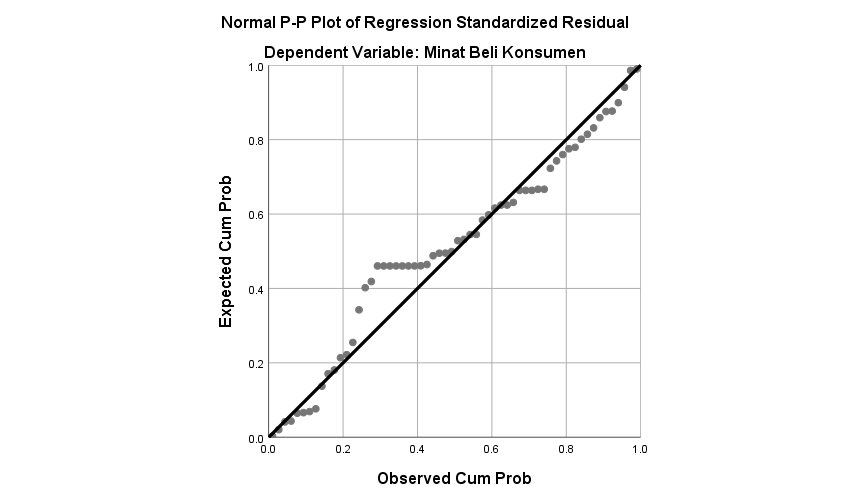 Normal P-P Plot of Regression Standardized Residual
Dependent Variable: Minat Beli Konsumen
1.0
0.8
0.6
0.4
0.2
0.0
Expected Cum Prob
0.0 0.2 0.4 0.6 0.8 1.0
Observed Cum Prob